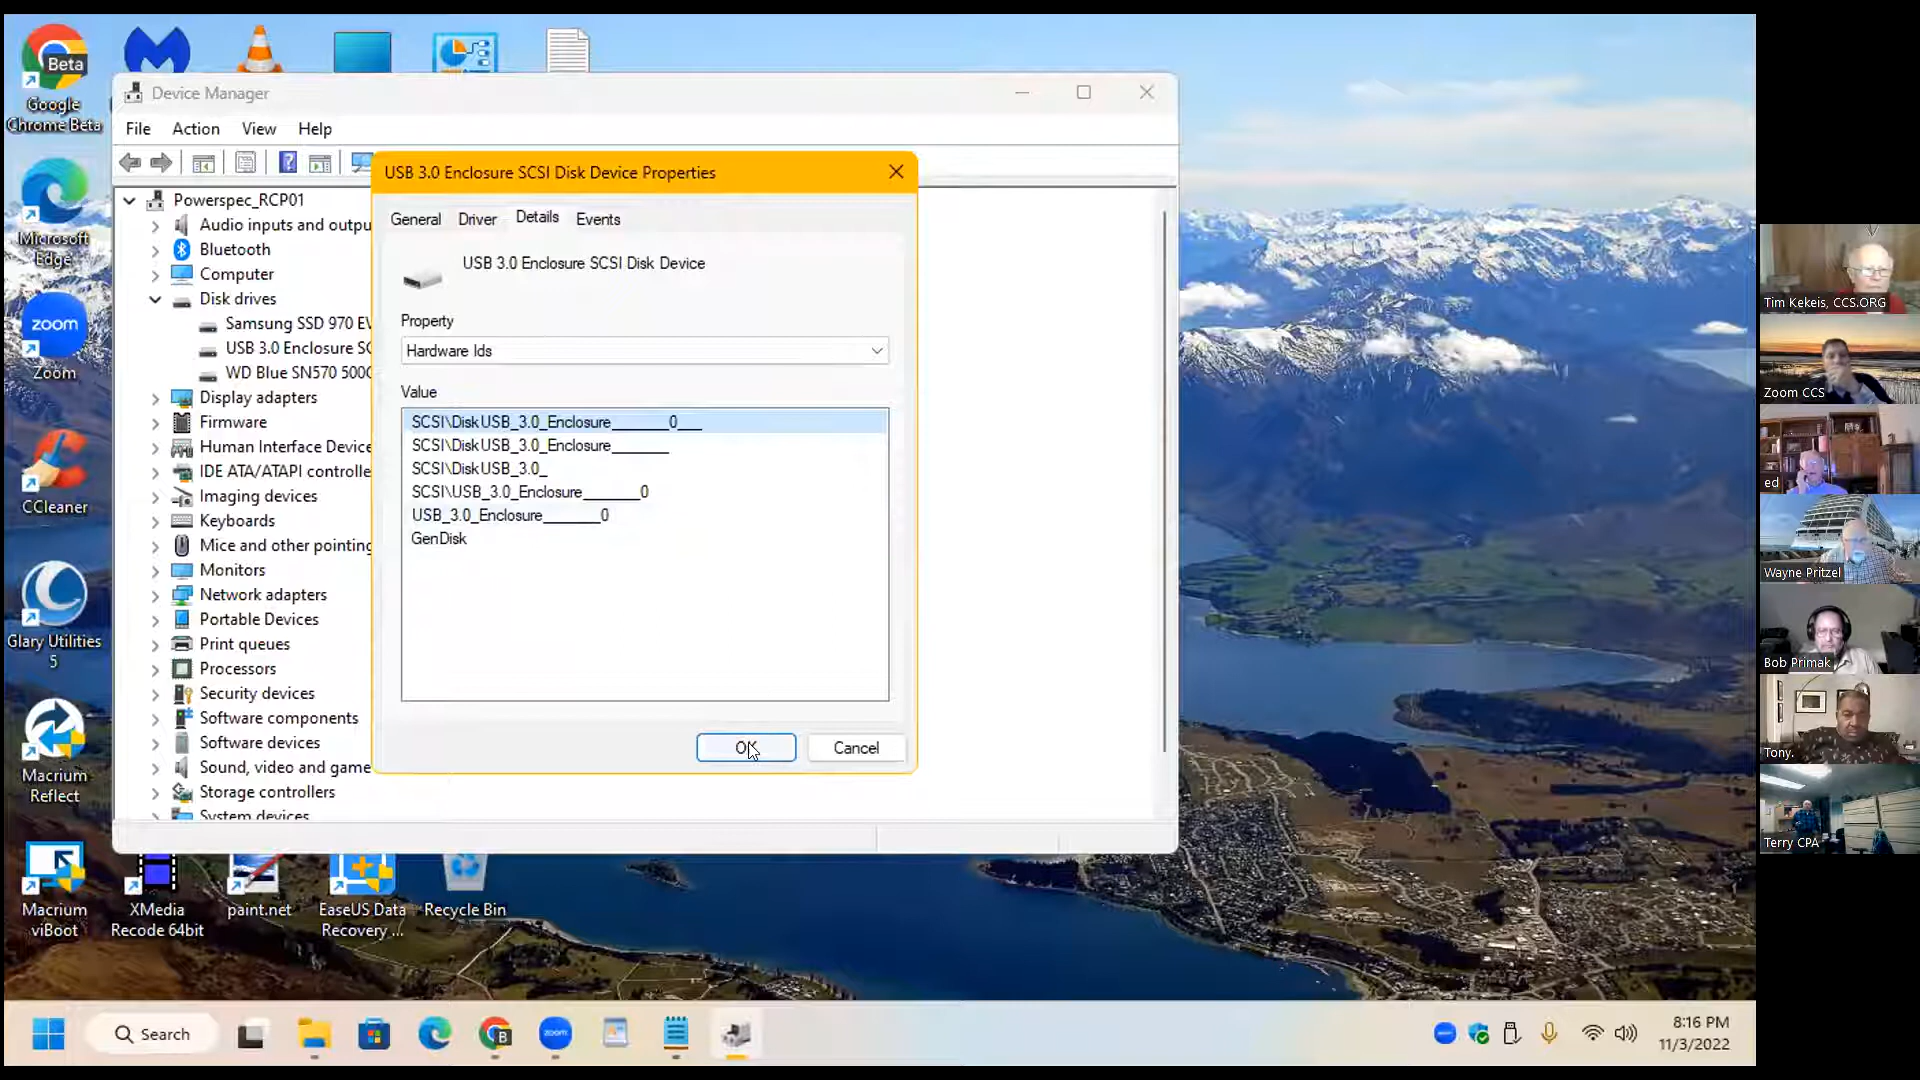 Beta
Google
Chrome Beta
Microsoft
Edge
zoom
Zoom
CCleaner
Glary Utilities
5
Macrium
Reflect
Macrium
viBoot
XMedia
Recode 64bit
paint.net
EaseUS Data
Recovery ...
Recycle Bin
Device Manager
File Action View Help
Powerspec_RCP01
Audio inputs and outpu
Bluetooth
Computer
Disk drives
Samsung SSD 970 EV
USB 3.0 Enclosure SC
WD Blue SN570 500G
Display adapters
Firmware
Human Interface Device
IDE ATA/ATAPI controlle
Imaging devices
Keyboards
Mice and other pointing
Monitors
Network adapters
Portable Devices
Print queues
Processors
Security devices
Software components
Software devices
Sound, video and game
Storage controllers
System devices
USB 3.0 Enclosure SCSI Disk Device Properties
General Driver Details Events
USB 3.0 Enclosure SCSI Disk Device
Property
Hardware Ids
Value
SCSI\DiskUSB_3.0_Enclosure_______0___
SCSI\DiskUSB_3.0_Enclosure_______
SCSI\DiskUSB_3.0_
SCSI\USB_3.0_Enclosure_______0
USB_3.0_Enclosure_______0
GenDisk
OK Cancel
Tim Kekeis, CCS.ORG
Zoom CCS
ed
Wayne Pritzel
Bob Primak
Tony.
Terry CPA
Search
zoom
8:16 PM
11/3/2022